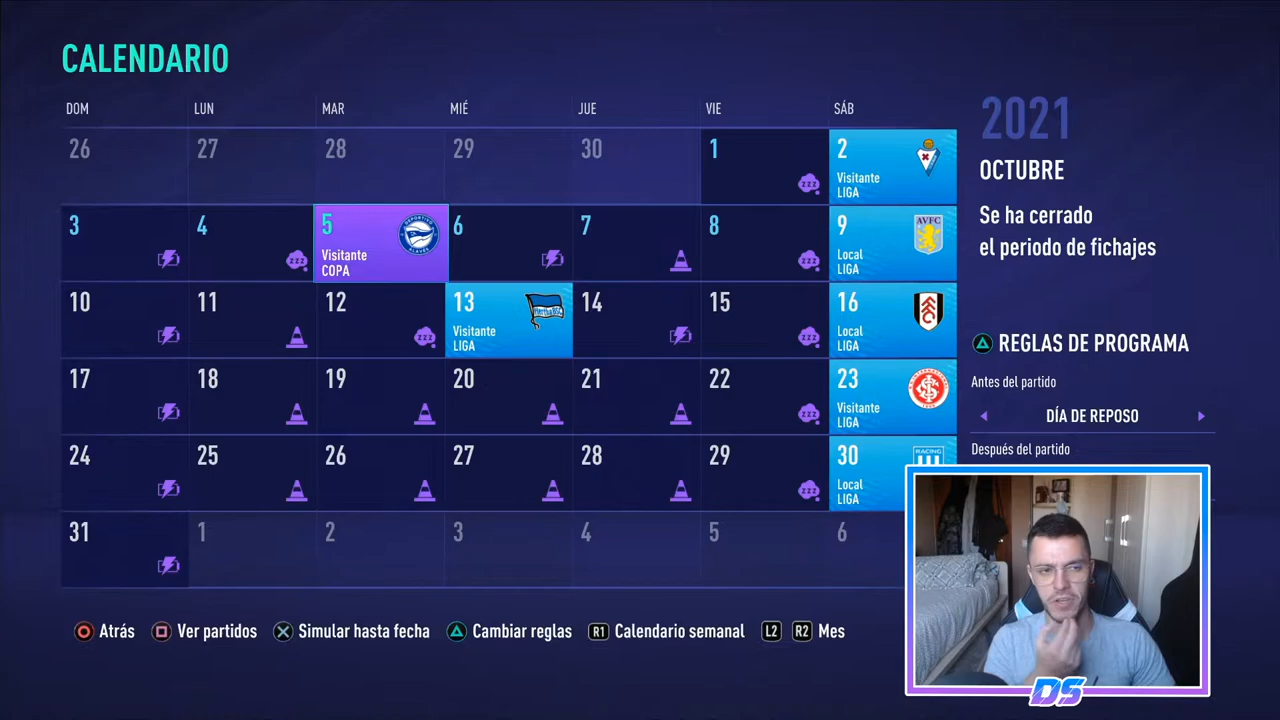 CALENDARIO
DOM LUN MAR MIÉ JUE VIE SÁB
26 27 28 29 30 1 2
Visitante
LIGA
3 4 5 6 7 8 9
Visitante
COPA
AVFC
Local
LIGA
10 11 12 13 14 15 16
Visitante
LIGA
Local
LIGA
17 18 19 20 21 22 23
Visitante
LIGA
24 25 26 27 28 29 30
RACING
Local
LIGA
31 1 2 3 4 5 6
2021
OCTUBRE
Se ha cerrado
el periodo de fichajes
REGLAS DE PROGRAMA
Antes del partido
DÍA DE REPOSO
Después del partido
Atrás Ver partidos Simular hasta fecha Cambiar reglas R1 Calendario semanal L2 R2 Mes
DS